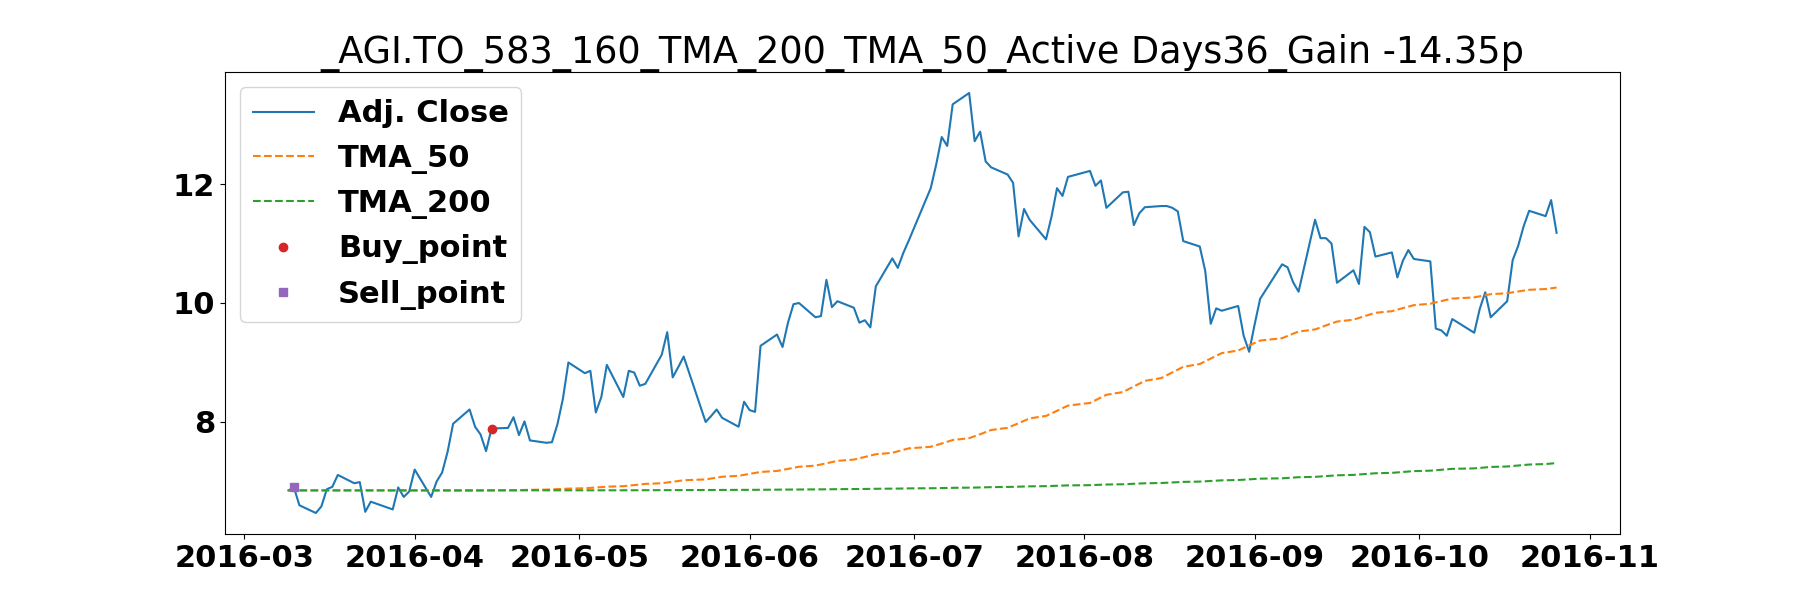 _AGI.TO_583_160_TMA_200_TMA_50_Active Days36_Gain -14.35p
Adj. Close
TMA_50
TMA_200
Buy_point
Sell_point
12
10
8
2016-03 2016-04 2016-05 2016-06 2016-07 2016-08 2016-09 2016-10 2016-11